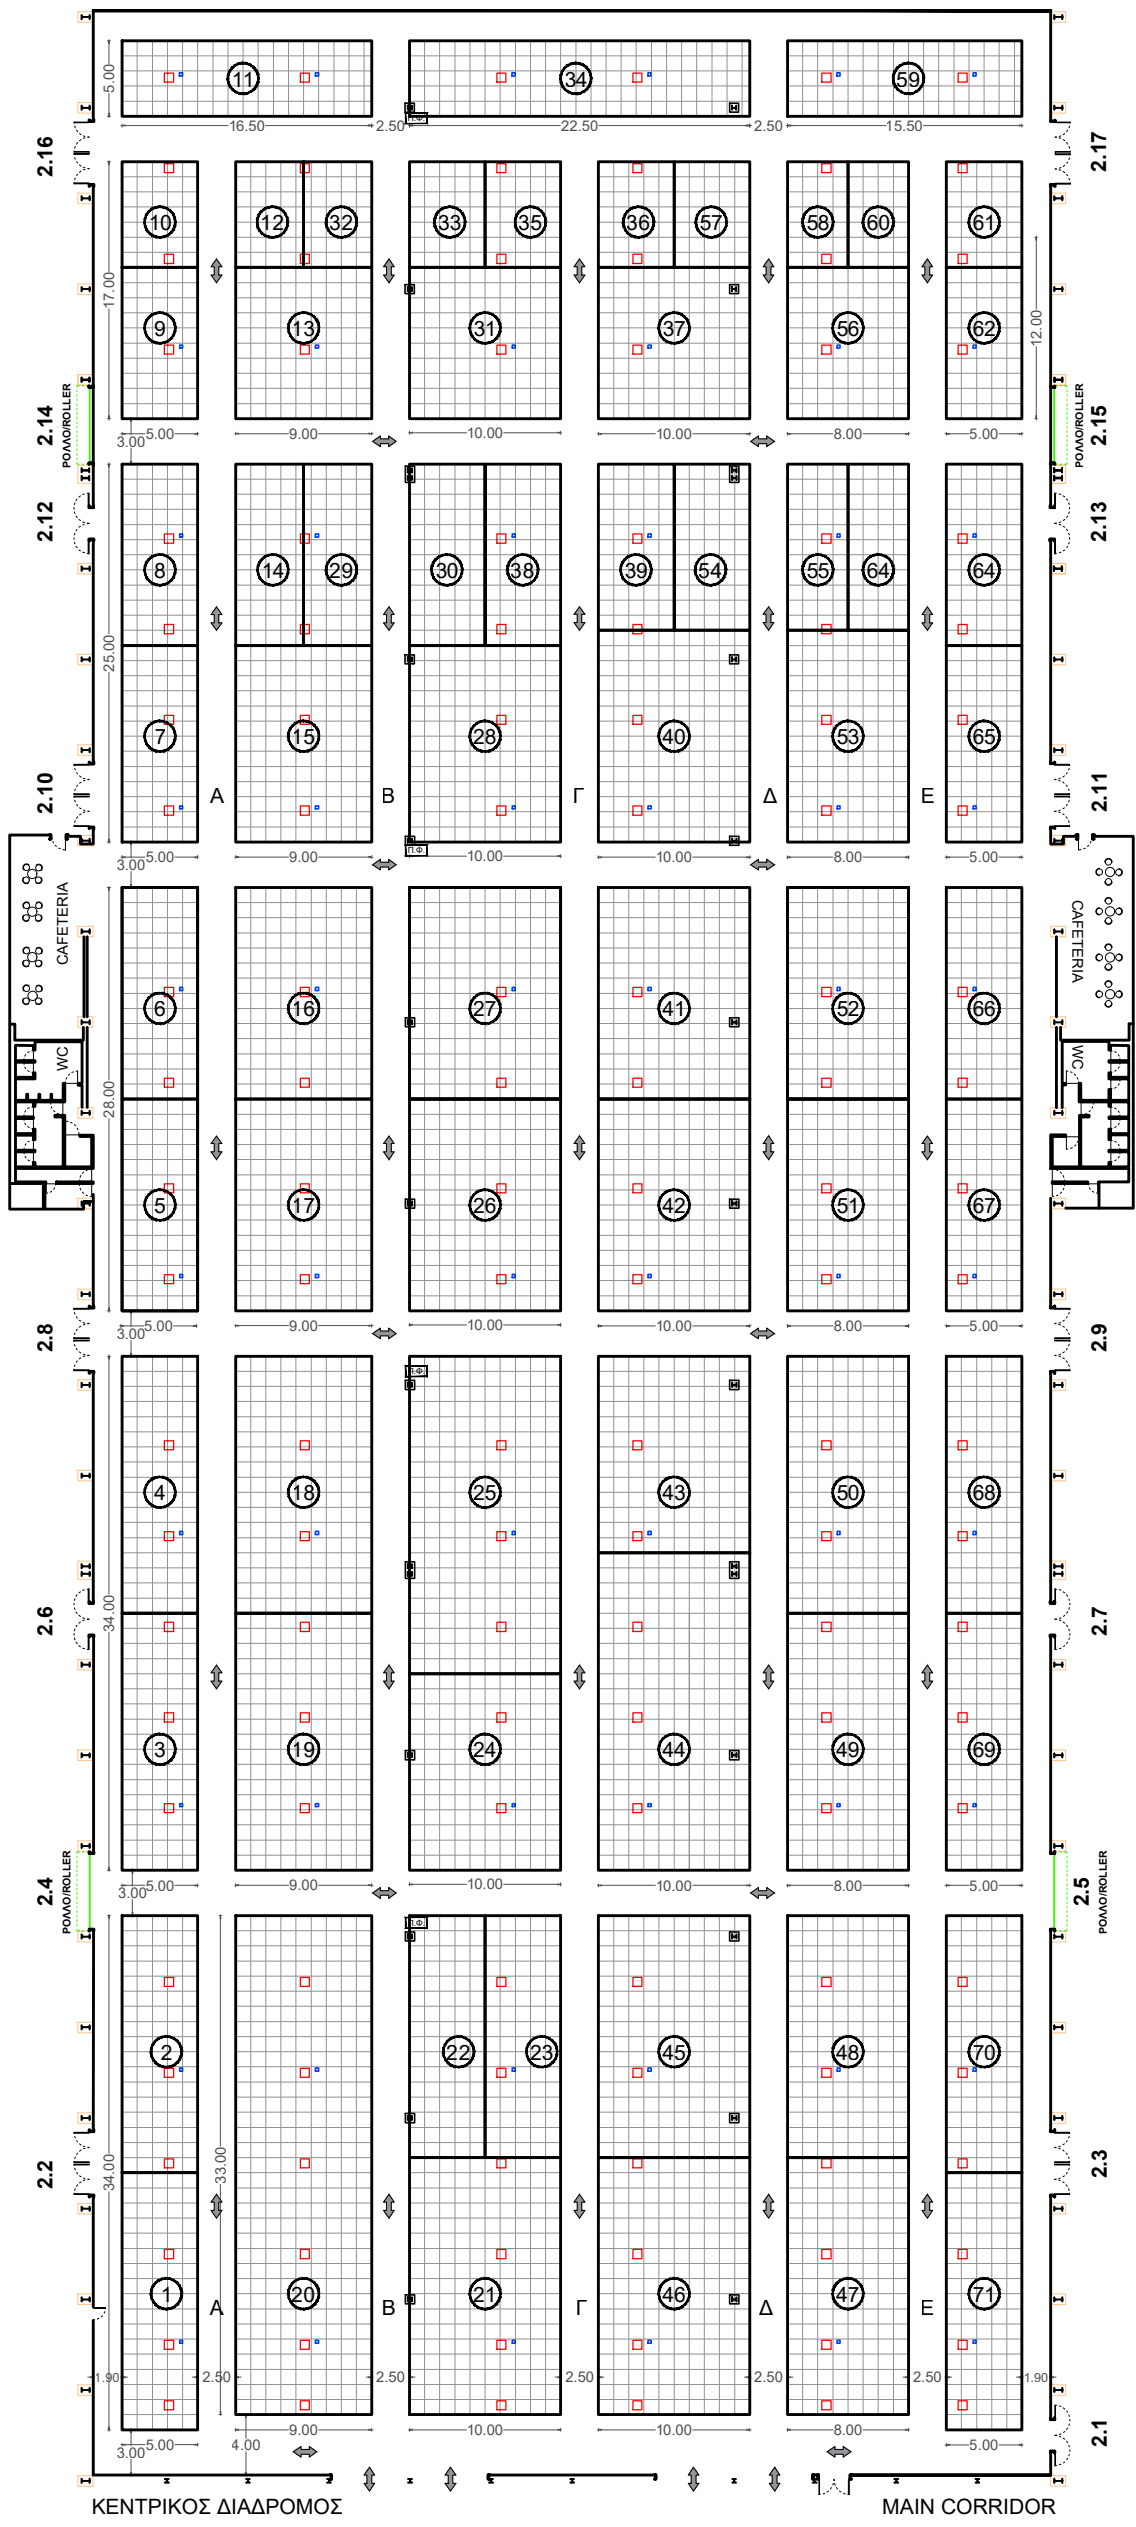 11 34 59
5.00
16.50 2.50 22.50 2.50 15.50
Π.Φ.
2.16 2.17
10 12 32 33 35 36 57 58 60 61
17.00
12.00
9 13 31 37 56 62
2.14 ΡΟΛΛΟ/ROLLER
2.15 ΡΟΛΛΟ/ROLLER
3.00 5.00 9.00 10.00 10.00 8.00 5.00
2.12 2.13
8 14 29 30 38 39 54 55 64 64
25.00
7 15 28 40 53 65
2.10 A B Γ Δ E 2.11
Π.Φ.
3.00 5.00 9.00 10.00 10.00 8.00 5.00
CAFETERIA CAFETERIA
6 16 27 41 52 66
WC WC
28.00
5 17 26 42 51 67
2.8 2.9
3.00 5.00 9.00 10.00 10.00 8.00 5.00
Π.Φ.
4 18 25 43 50 68
2.6 2.7
34.00
3 19 24 44 49 69
2.4 ΡΟΛΛΟ/ROLLER
2.5 ΡΟΛΛΟ/ROLLER
3.00 5.00 9.00 10.00 10.00 8.00 5.00
Π.Φ.
2 22 23 45 48 70
2.2 2.3
34.00 33.00
1 20 21 46 47 71
A B Γ Δ E
1.90 2.50 2.50 2.50 2.50 2.50 1.90
9.00 10.00 10.00 8.00
3.00 5.00 4.00 5.00
2.1
ΚΕΝΤΡΙΚΟΣ ΔΙΑΔΡΟΜΟΣ MAIN CORRIDOR